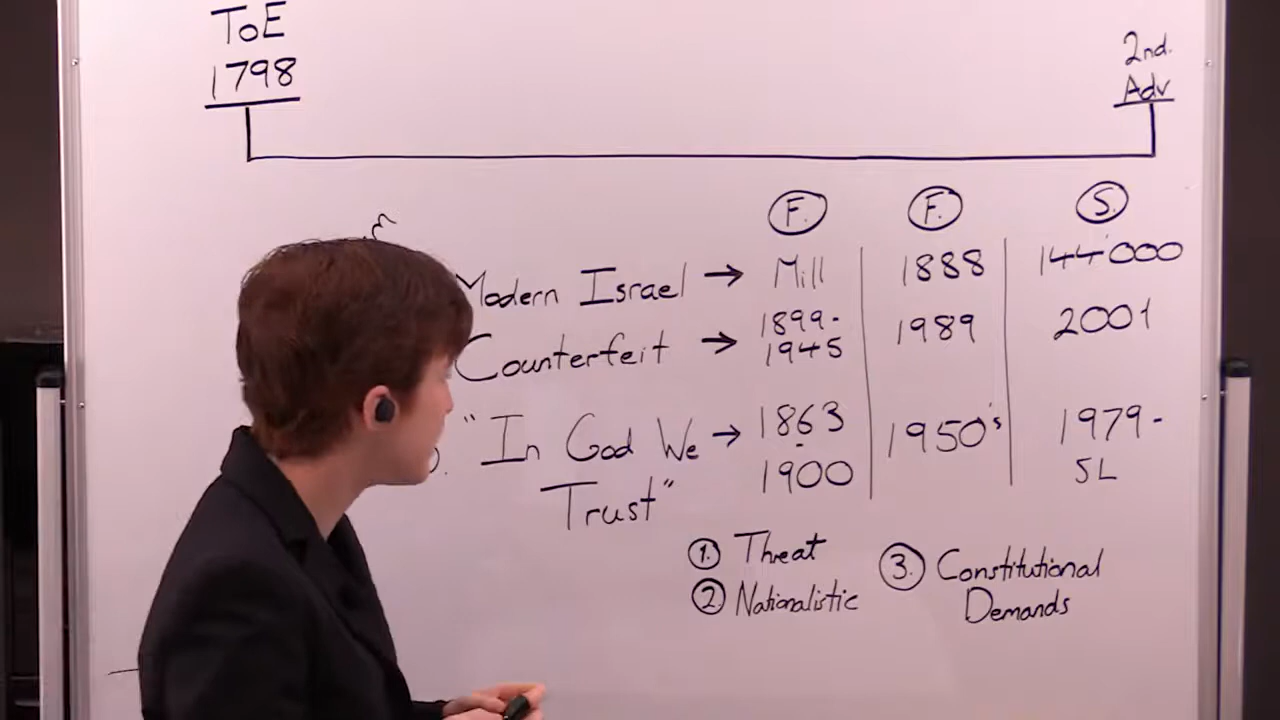 ToE
1798
2nd.
Adv
F. F. S.
Modern Israel → Mill 1888 144'000
Counterfeit → 1899- 1945 1989 2001
"In God We Trust" → 1863 - 1900 1950's 1979- SL
1. Threat
2 Nationalistic
3. Constitutional
Demands